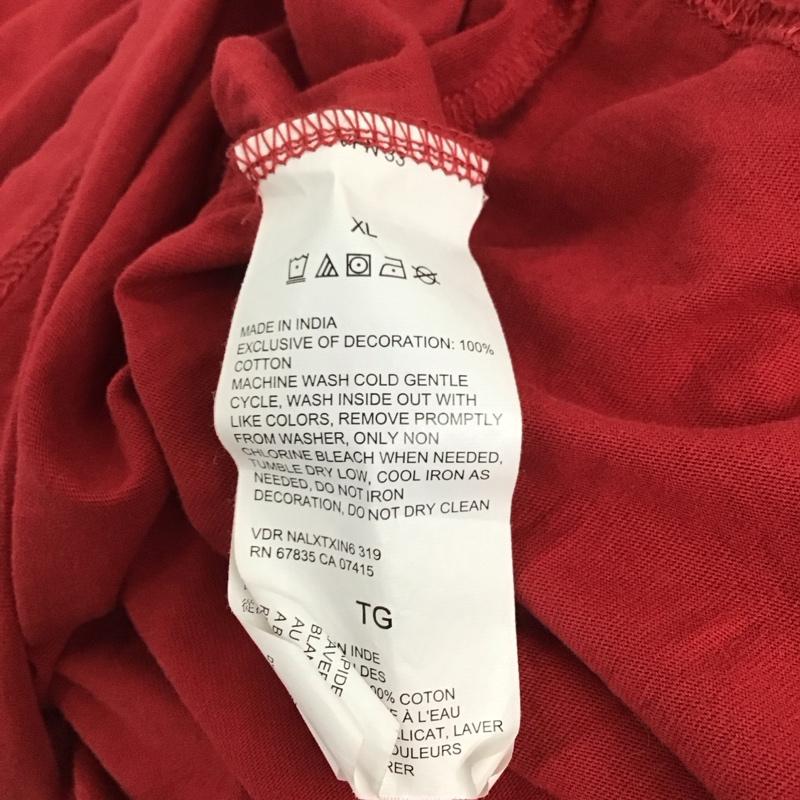 XL
MADE IN INDIA
EXCLUSIVE OF DECORATION: 100%
COTTON
MACHINE WASH COLD GENTLE
CYCLE, WASH INSIDE OUT WITH
LIKE COLORS, REMOVE PROMPTLY
FROM WASHER, ONLY NON
CHLORINE BLEACH WHEN NEEDED,
TUMBLE DRY LOW, COOL IRON AS
NEEDED, DO NOT IRON
DECORATION, DO NOT DRY CLEAN
VDR NALXTXIN6 319
RN 67835 CA 07415
TG
INDE
DES
COTON
À L'EAU
LAVER